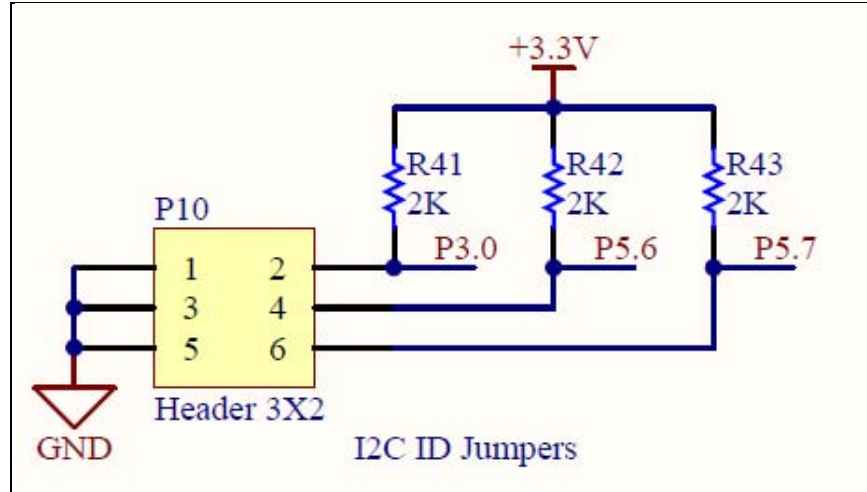 +3.3V
R41 R42 R43
2K 2K 2K
P10
P3.0 P5.6 P5.7
1 2
3 4
5 6
Header 3X2
GND I2C ID Jumpers